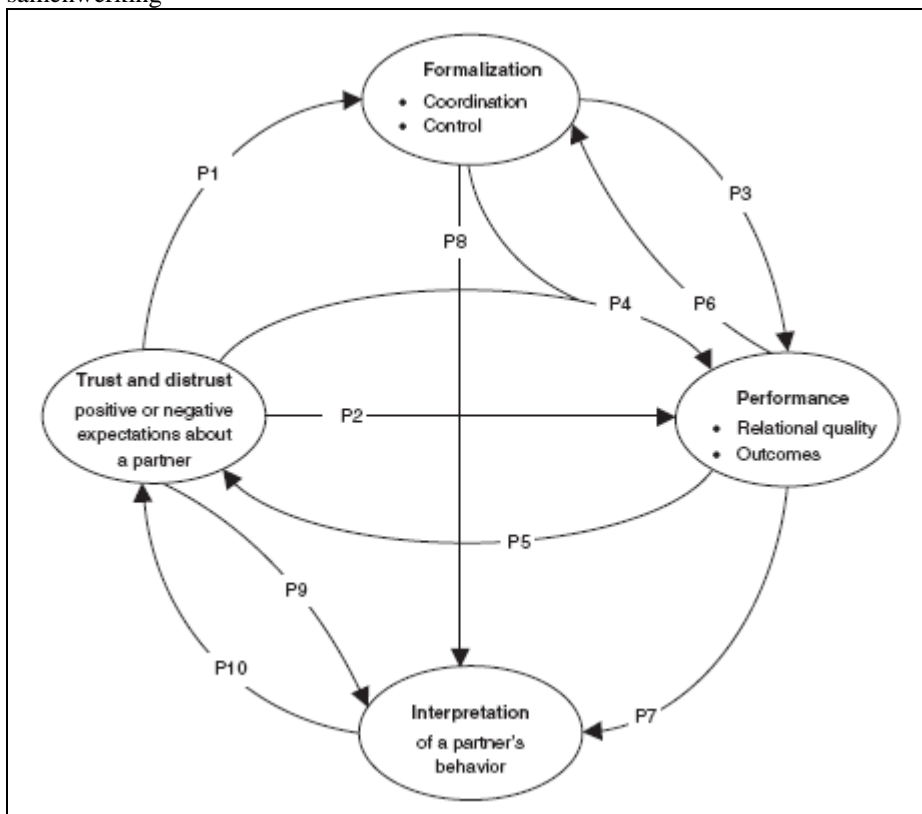 samenwerking
Formalization
• Coordination
• Control
P1
P3
P8
P4
P6
Trust and distrust
positive or negative
expectations about
a partner
P2
Performance
• Relational quality
• Outcomes
P5
P9
P10
Interpretation
of a partner's
behavior
P7